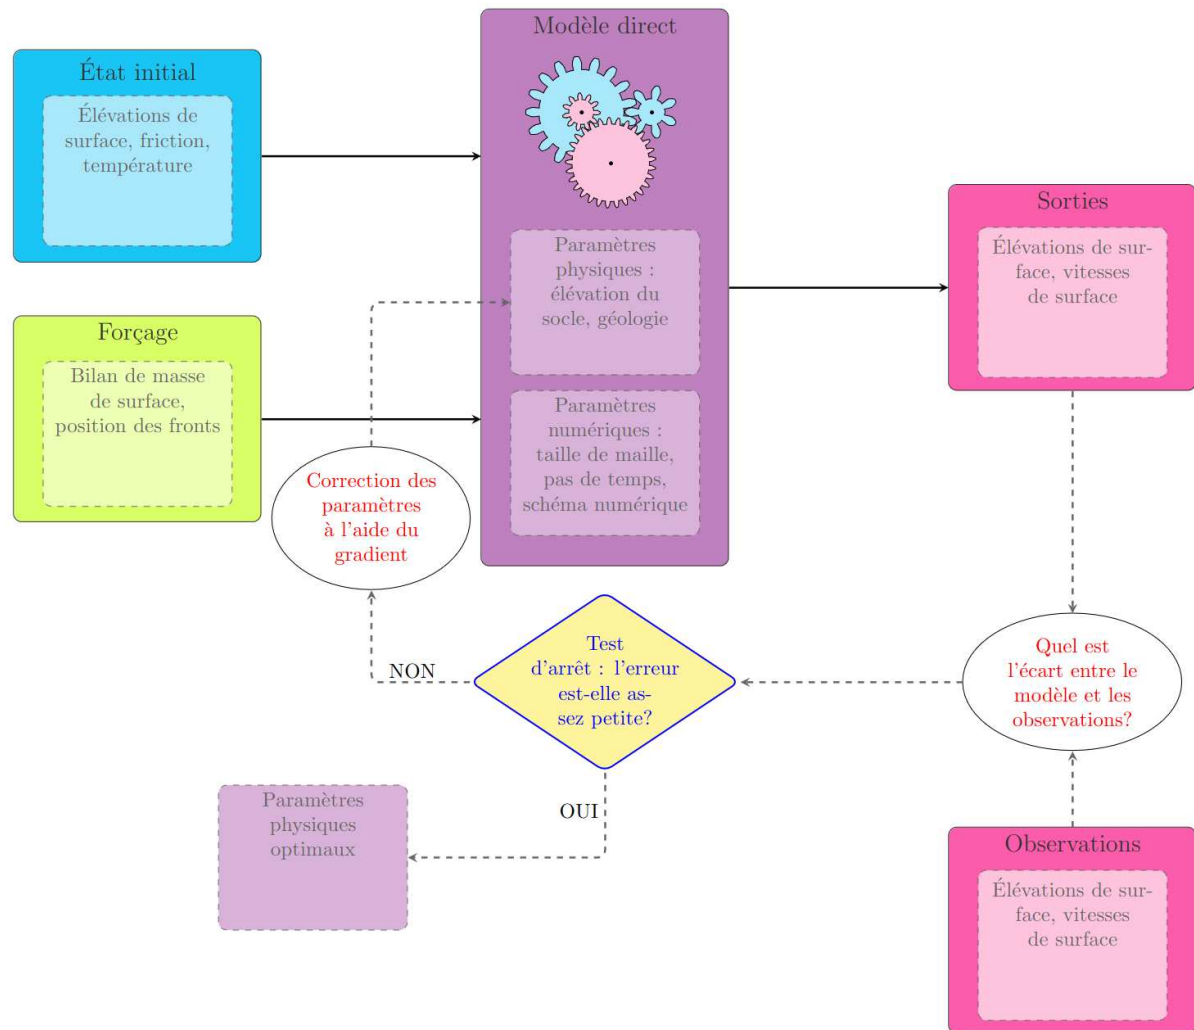 Modèle direct
État initial
Élévations de
surface, friction,
température
Sorties
Élévations de sur-
face, vitesses
de surface
Paramètres
physiques :
élévation du
socle, géologie
Forçage
Bilan de masse
de surface,
position des fronts
Paramètres
numériques :
taille de maille,
pas de temps,
schéma numérique
Correction des
paramètres
à l'aide du
gradient
Test
d'arrêt : l'erreur
est-elle as-
sez petite?
NON
Quel est
l'écart entre le
modèle et les
observations?
OUI
Paramètres
physiques
optimaux
Observations
Élévations de sur-
face, vitesses
de surface